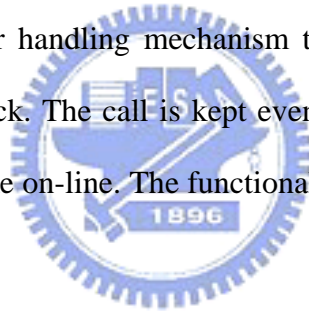 r handling mechanism t
ck. The call is kept even
e on-line. The functiona
1896